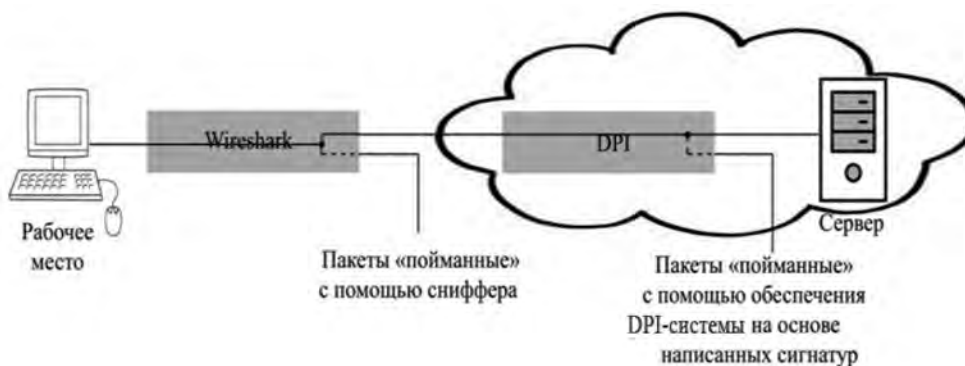 Wireshark
DPI
Рабочее
место
Сервер
Пакеты «пойманные»
с помощью сниффера
Пакеты «пойманные»
с помощью обеспечения
DPI-системы на основе
написанных сигнатур